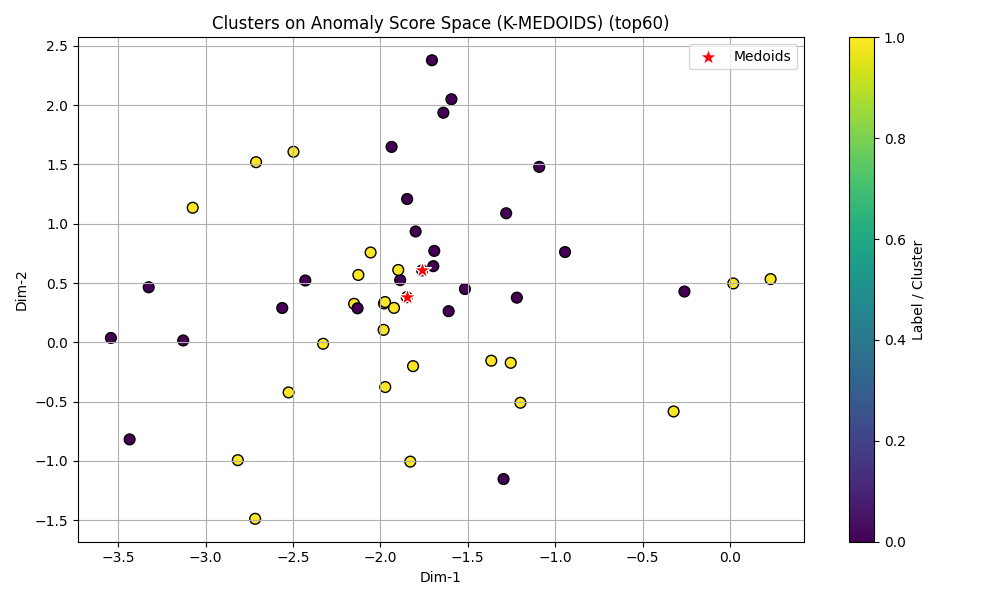 Clusters on Anomaly Score Space (K-MEDOIDS) (top60)
Medoids
2.5
2.0
1.5
1.0
0.5
0.0
−0.5
−1.0
−1.5
Dim-2
−3.5 −3.0 −2.5 −2.0 −1.5 −1.0 −0.5 0.0
Dim-1
1.0
0.8
0.6
0.4
0.2
0.0
Label / Cluster